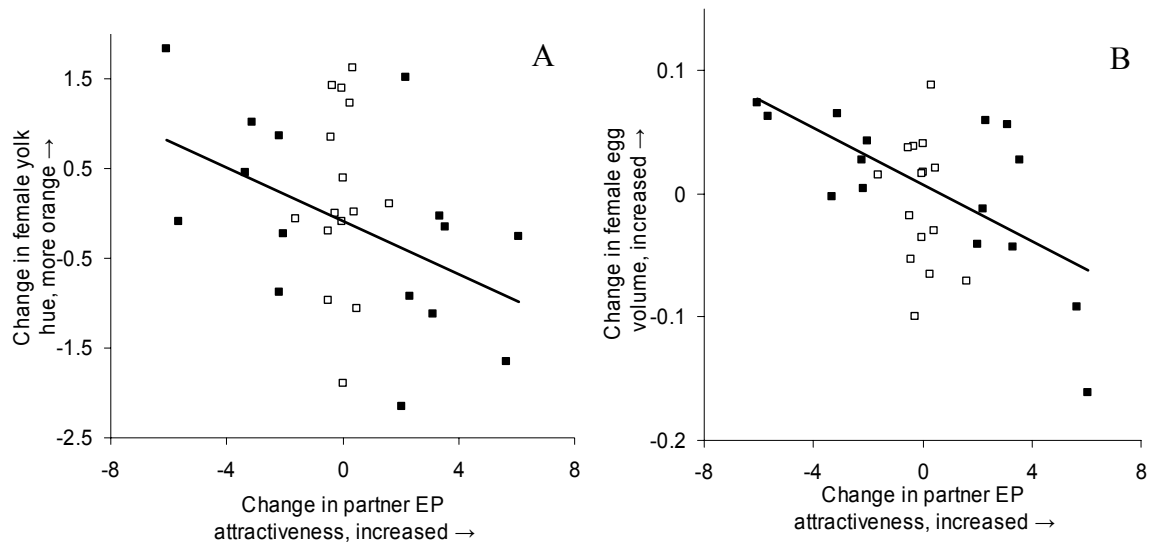 A
1.5
0.5
-0.5
-1.5
-2.5
-8
-4
0
4
8
Change in female yolk
hue, more orange →
Change in partner EP
attractiveness, increased →
B
0.1
0
-0.1
-0.2
-8
-4
0
4
8
Change in female egg
volume, increased →
Change in partner EP
attractiveness, increased →